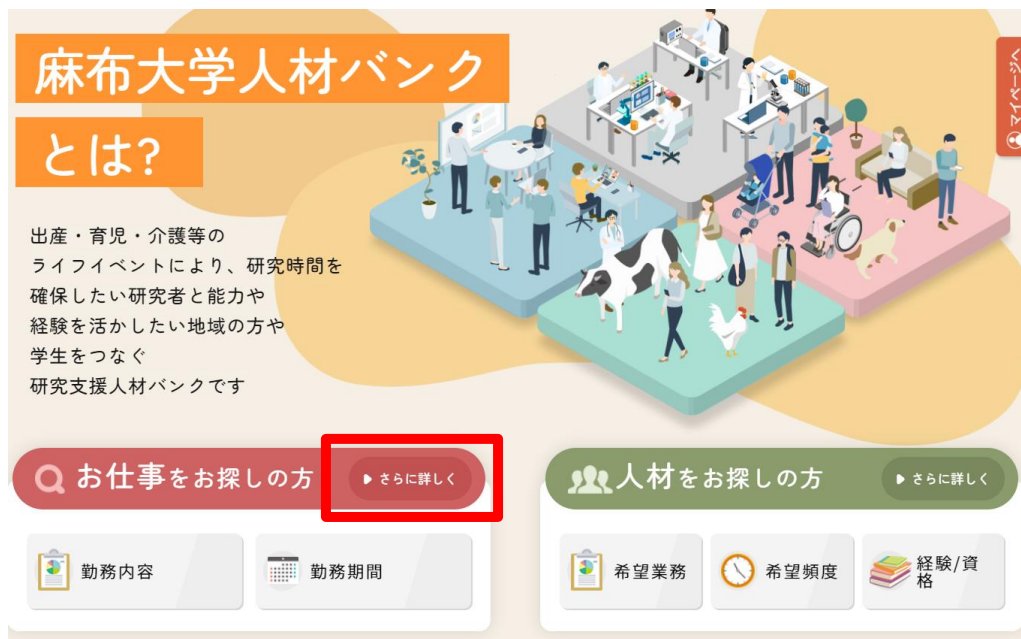 麻布大学人材バンク
とは?
マイページへ
出産・育児・介護等の
ライフイベントにより、研究時間を
確保したい研究者と能力や
経験を活かしたい地域の方や
学生をつなぐ
研究支援人材バンクです
お仕事をお探しの方 さらに詳しく
人材をお探しの方 さらに詳しく
勤務内容
勤務期間
希望業務
希望頻度
経験/資
格